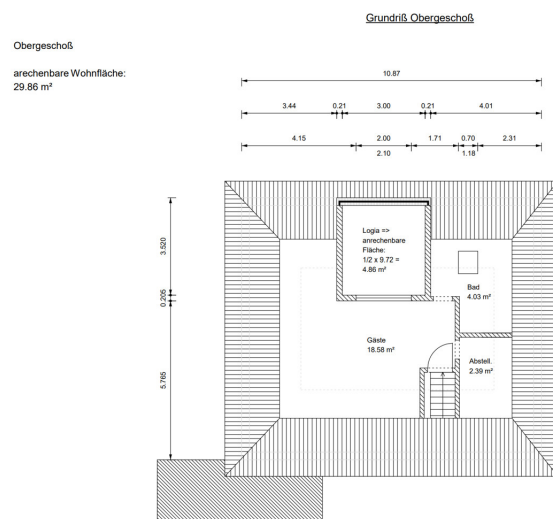 Grundriß Obergeschoß
Obergeschoß
arechenbare Wohnfläche:
29.86 m²
10.87
3.44 0.21 3.00 0.21 4.01
4.15 2.00 1.71 0.70 2.31
2.10 1.18
3.520
0.205
5.765
Logia =>
anrechenbare
Fläche:
1/2 x 9.72 =
4.86 m²
Bad
4.03 m²
Gäste
18.58 m²
Abstell.
2.39 m²